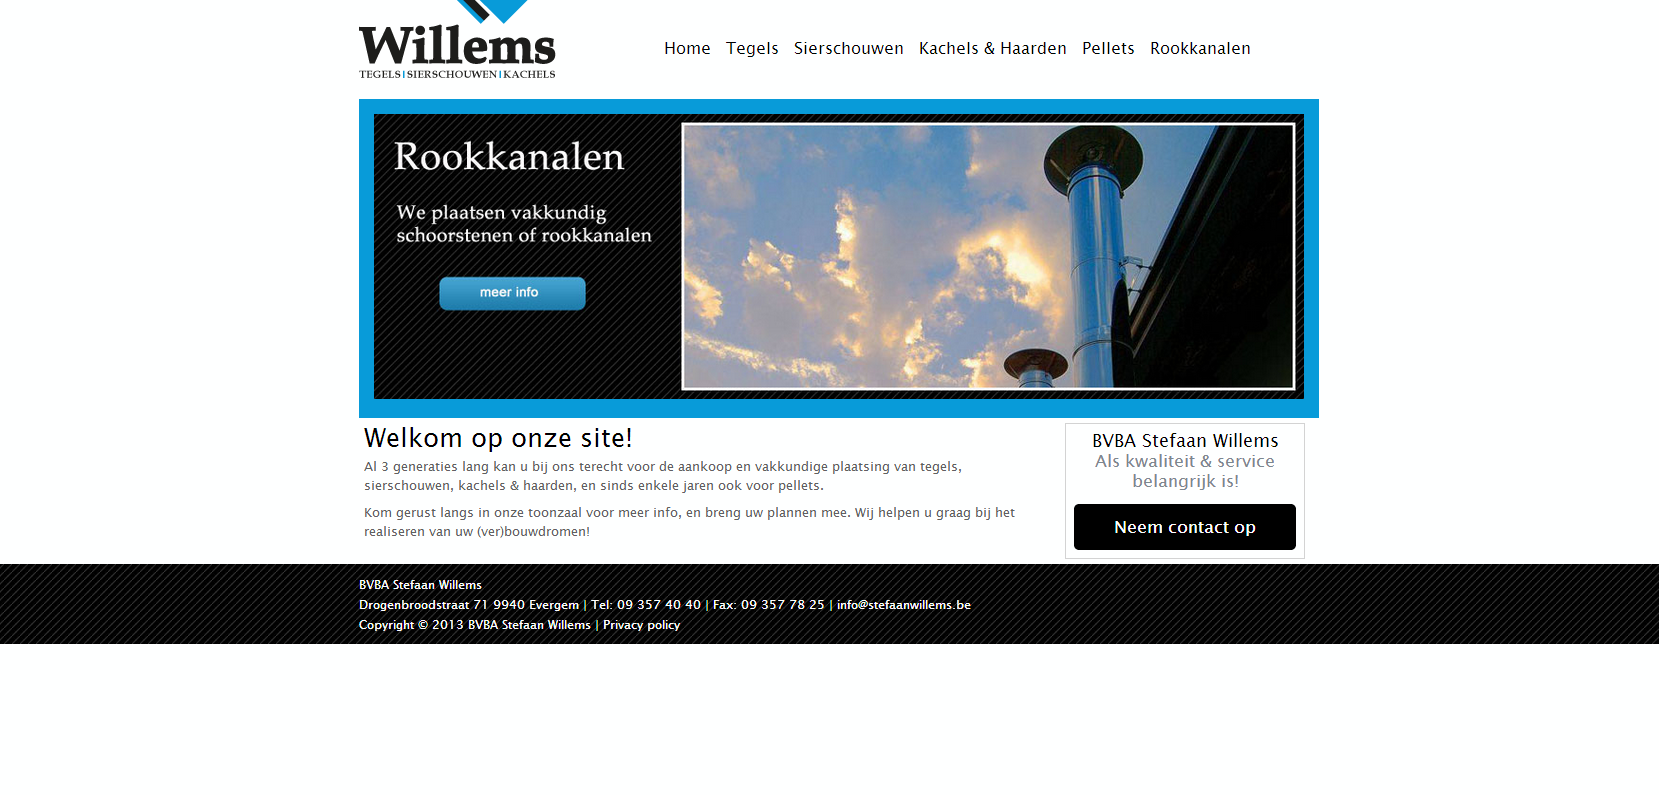 Willems
TEGELS|SIERSCHOUWEN|KACHELS
Home Tegels Sierschouwen Kachels & Haarden Pellets Rookkanalen
Rookkanalen
We plaatsen vakkundig
schoorstenen of rookkanalen
meer info
Welkom op onze site!
Al 3 generaties lang kan u bij ons terecht voor de aankoop en vakkundige plaatsing van tegels,
sierschouwen, kachels & haarden, en sinds enkele jaren ook voor pellets.
Kom gerust langs in onze toonzaal voor meer info, en breng uw plannen mee. Wij helpen u graag bij het
realiseren van uw (ver)bouwdromen!
BVBA Stefaan Willems
Als kwaliteit & service
belangrijk is!
Neem contact op
BVBA Stefaan Willems
Drogenbroodstraat 71 9940 Evergem | Tel: 09 357 40 40 | Fax: 09 357 78 25 | info@stefaanwillems.be
Copyright © 2013 BVBA Stefaan Willems | Privacy policy